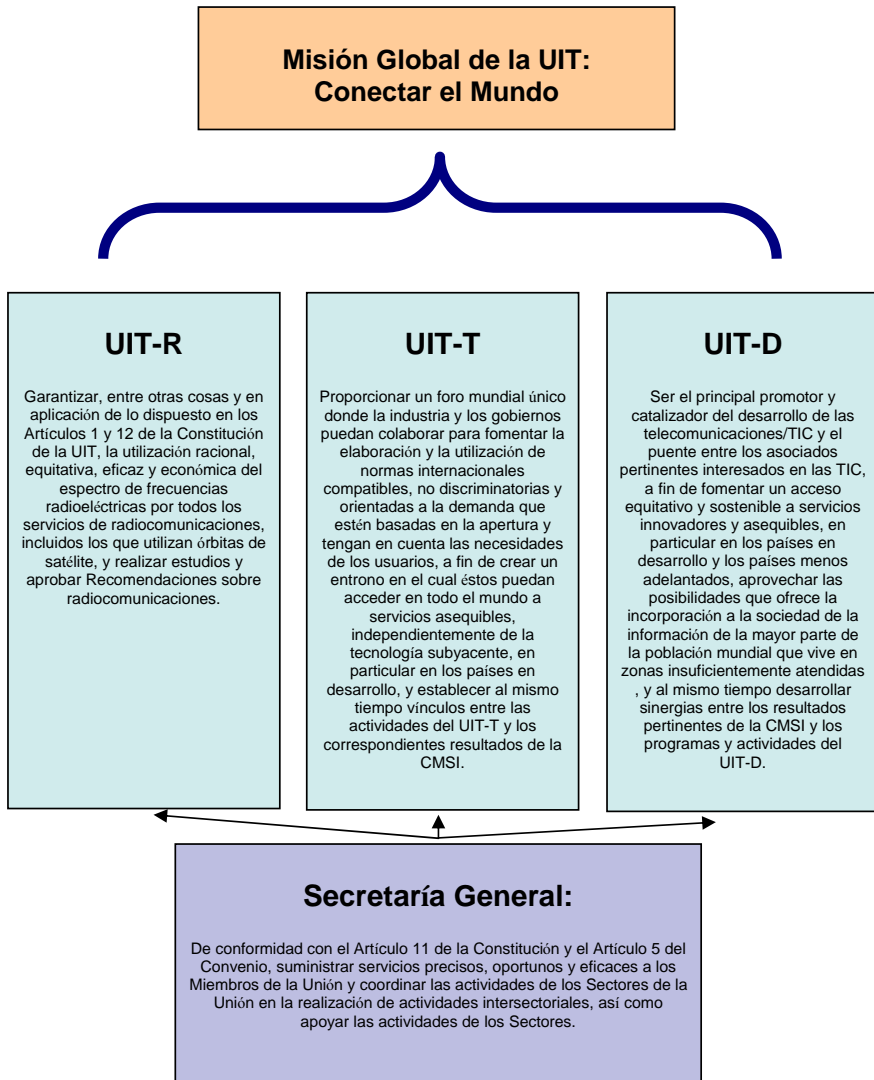 Misión Global de la UIT:
Conectar el Mundo
UIT-R
Garantizar, entre otras cosas y en
aplicación de lo dispuesto en los
Artículos 1 y 12 de la Constitución
de la UIT, la utilización racional,
equitativa, eficaz y económica del
espectro de frecuencias
radioeléctricas por todos los
servicios de radiocomunicaciones,
incluidos los que utilizan órbitas de
satélite, y realizar estudios y
aprobar Recomendaciones sobre
radiocomunicaciones.
UIT-T
Proporcionar un foro mundial único
donde la industria y los gobiernos
puedan colaborar para fomentar la
elaboración y la utilización de
normas internacionales
compatibles, no discriminatorias y
orientadas a la demanda que
estén basadas en la apertura y
tengan en cuenta las necesidades
de los usuarios, a fin de crear un
entrono en el cual éstos puedan
acceder en todo el mundo a
servicios asequibles,
independientemente de la
tecnología subyacente, en
particular en los países en
desarrollo, y establecer al mismo
tiempo vínculos entre las
actividades del UIT-T y los
correspondientes resultados de la
CMSI.
UIT-D
Ser el principal promotor y
catalizador del desarrollo de las
telecomunicaciones/TIC y el
puente entre los asociados
pertinentes interesados en las TIC,
a fin de fomentar un acceso
equitativo y sostenible a servicios
innovadores y asequibles, en
particular en los países en
desarrollo y los países menos
adelantados, aprovechar las
posibilidades que ofrece la
incorporación a la sociedad de la
información de la mayor parte de
la población mundial que vive en
zonas insuficientemente atendidas
, y al mismo tiempo desarrollar
sinergias entre los resultados
pertinentes de la CMSI y los
programas y actividades del
UIT-D.
Secretaría General:
De conformidad con el Artículo 11 de la Constitución y el Artículo 5 del
Convenio, suministrar servicios precisos, oportunos y eficaces a los
Miembros de la Unión y coordinar las actividades de los Sectores de la
Unión en la realización de actividades intersectoriales, así como
apoyar las actividades de los Sectores.